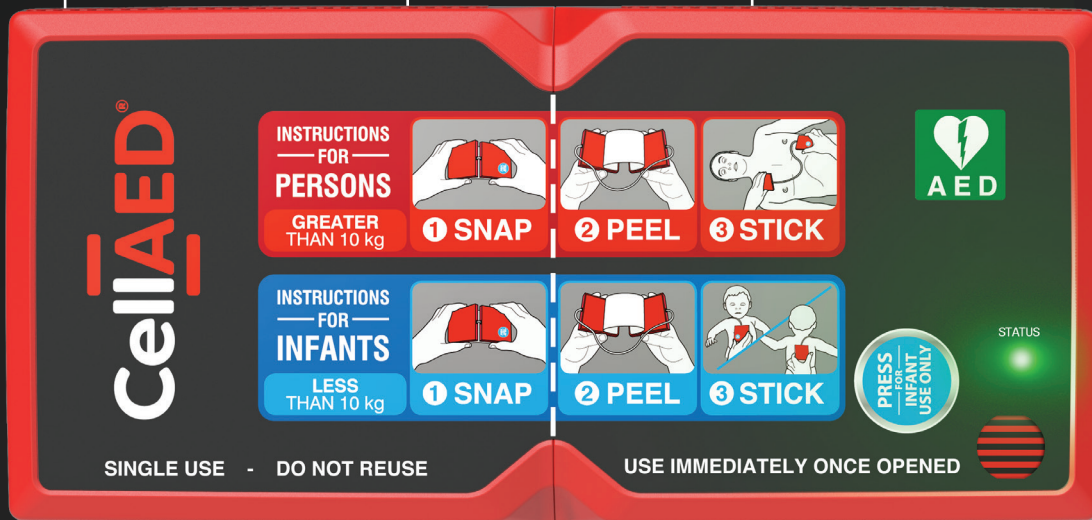 CellAED®
INSTRUCTIONS
FOR
PERSONS
GREATER
THAN 10 kg
1 SNAP
2 PEEL
3 STICK
AED
INSTRUCTIONS
FOR
INFANTS
LESS
THAN 10 kg
1 SNAP
2 PEEL
3 STICK
PRESS
FOR
INFANT
USE ONLY
STATUS
SINGLE USE - DO NOT REUSE
USE IMMEDIATELY ONCE OPENED